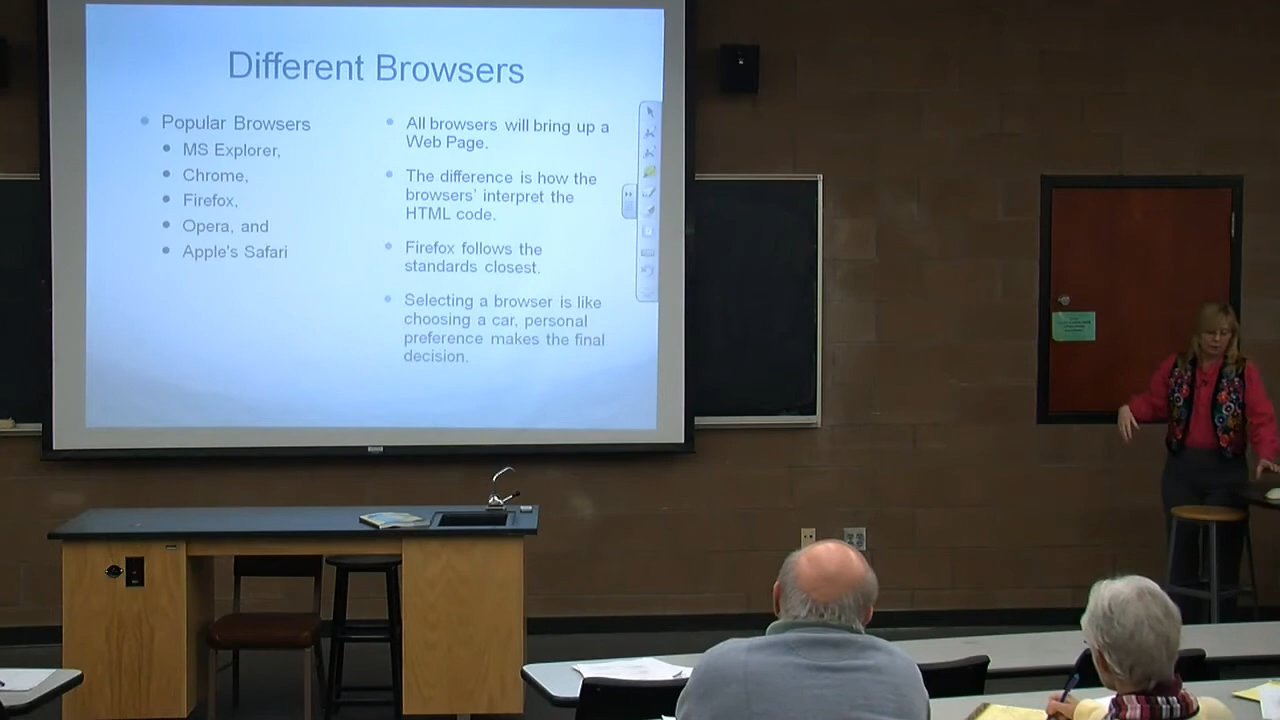 Different Browsers
Popular Browsers
MS Explorer,
Chrome,
Firefox,
Opera, and
Apple's Safari
All browsers will bring up a
Web Page.
The difference is how the
browsers' interpret the
HTML code.
Firefox follows the
standards closest.
Selecting a browser is like
choosing a car, personal
preference makes the final
decision.